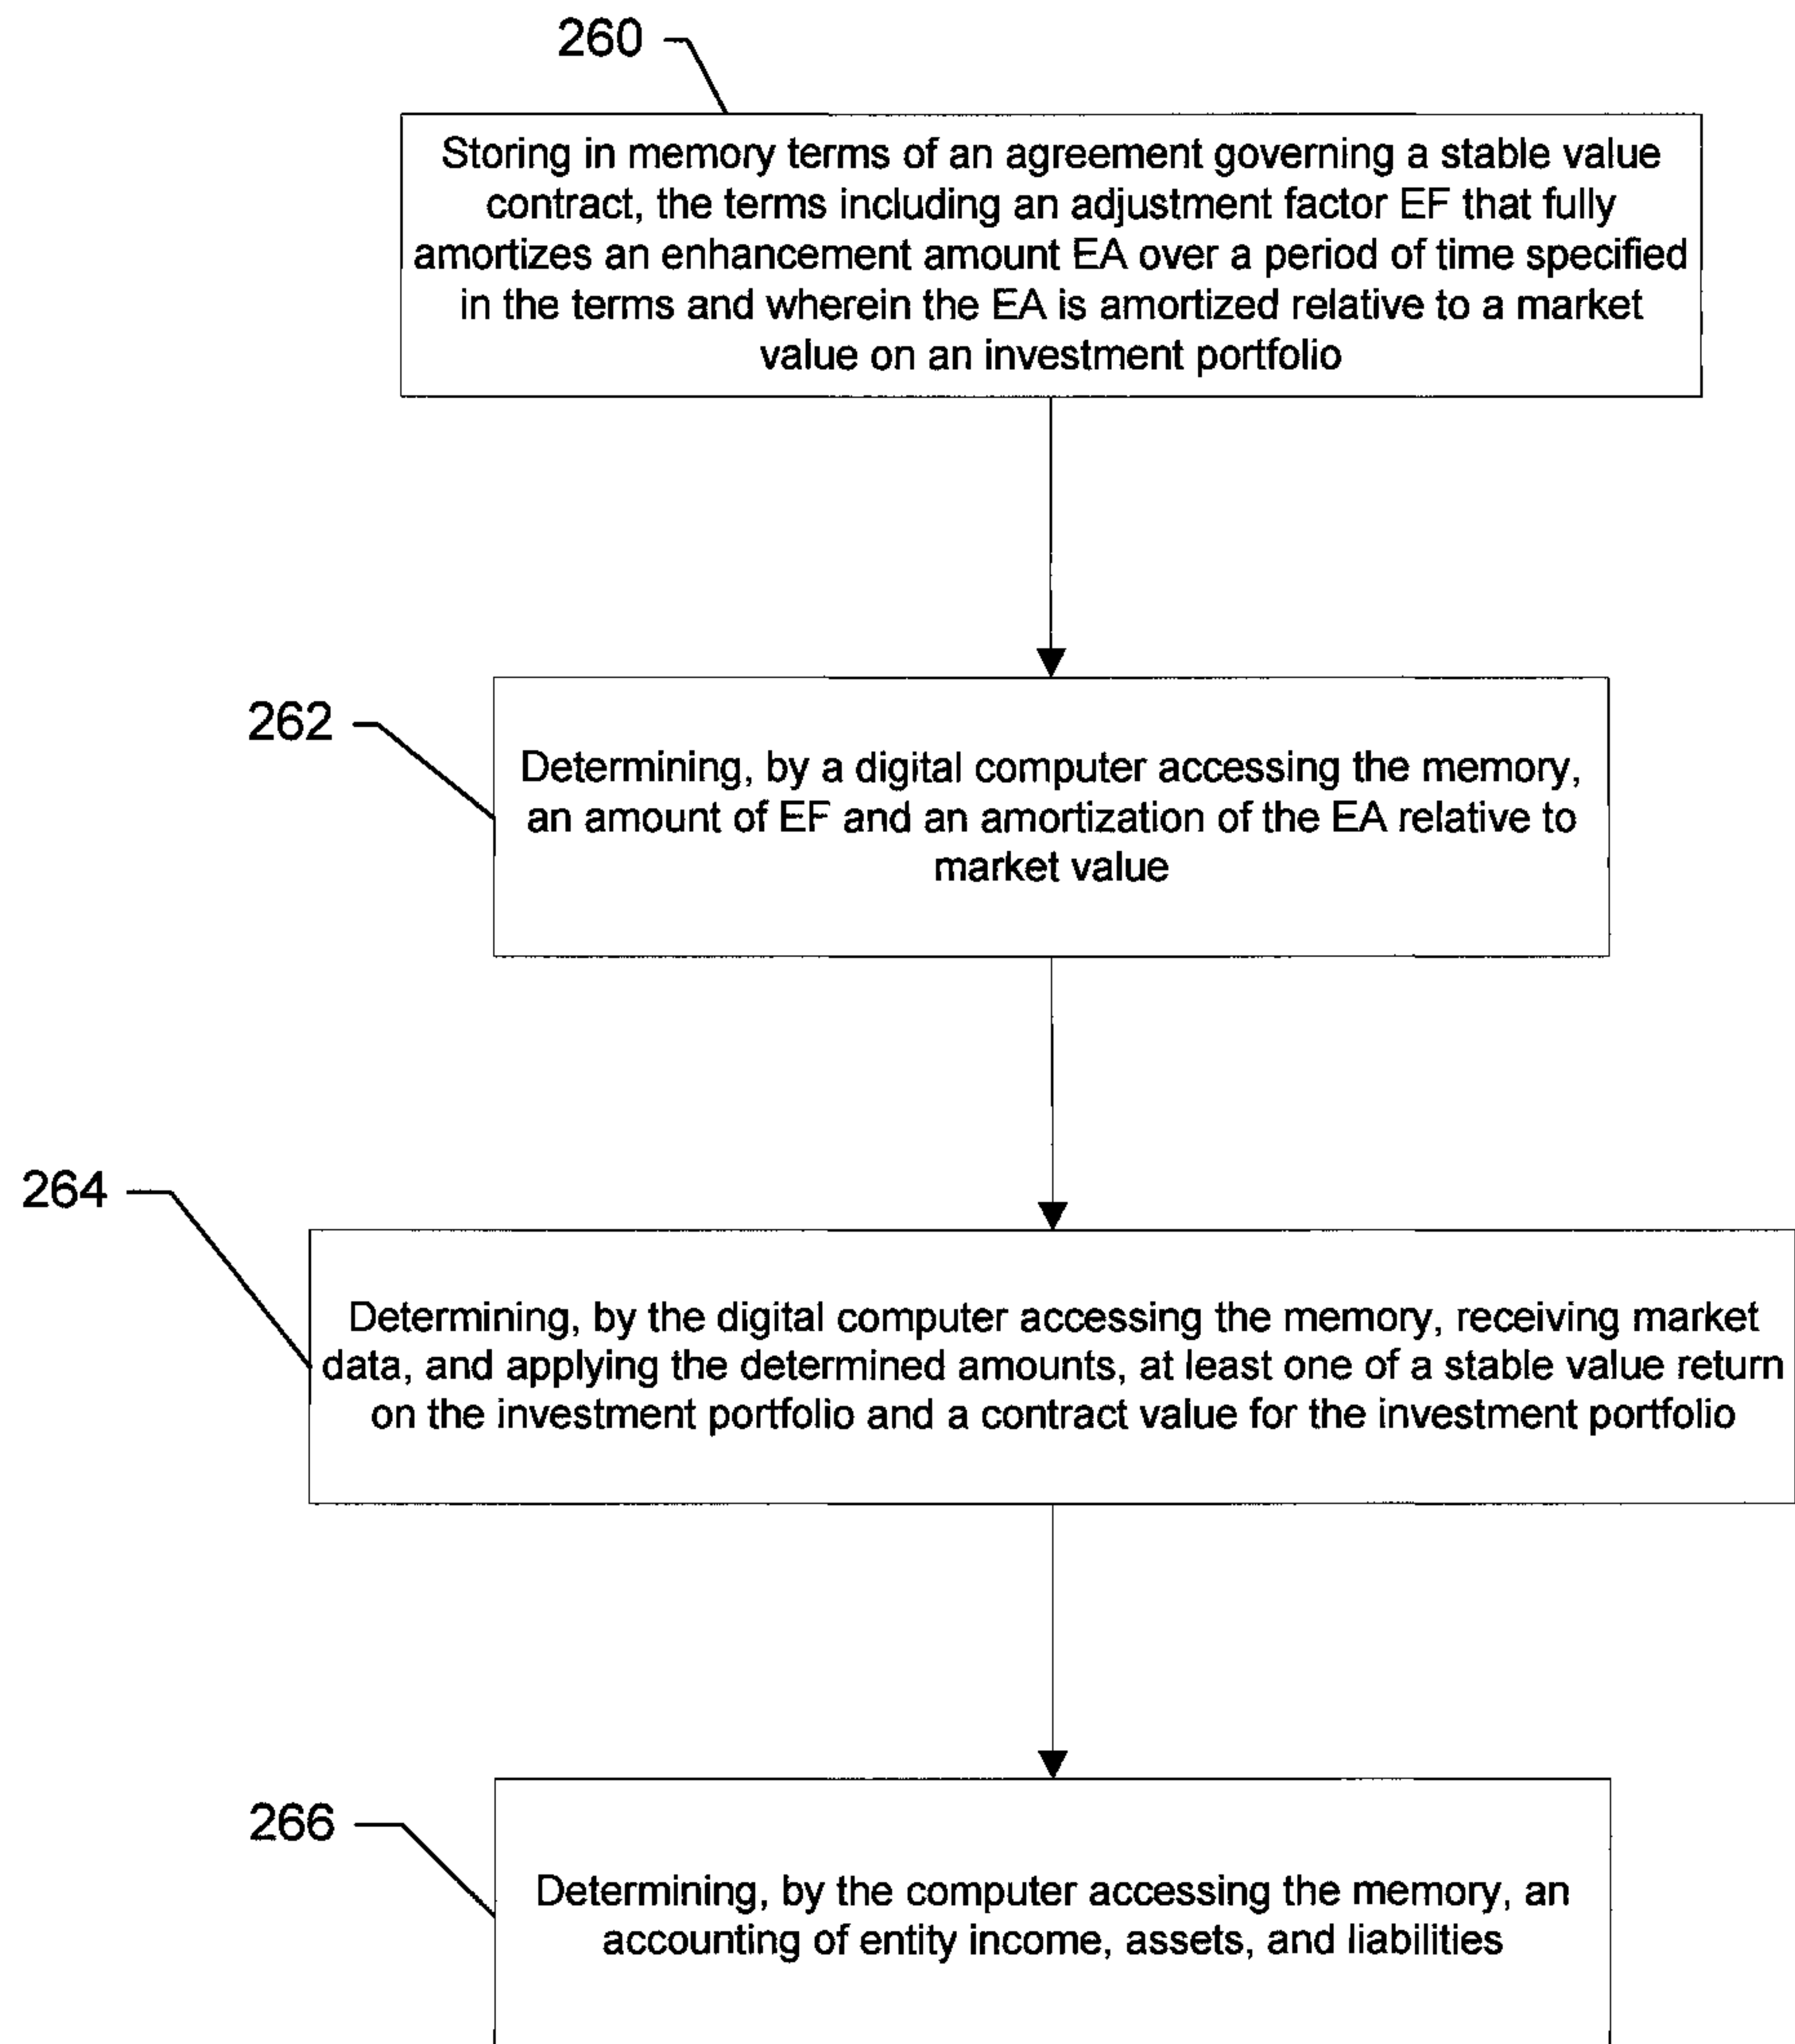 260
Storing in memory terms of an agreement governing a stable value
contract, the terms including an adjustment factor EF that fully
amortizes an enhancement amount EA over a period of time specified
in the terms and wherein the EA is amortized relative to a market
value on an investment portfolio
262
Determining, by a digital computer accessing the memory,
an amount of EF and an amortization of the EA relative to
market value
264
Determining, by the digital computer accessing the memory, receiving market
data, and applying the determined amounts, at least one of a stable value return
on the investment portfolio and a contract value for the investment portfolio
266
Determining, by the computer accessing the memory, an
accounting of entity income, assets, and liabilities